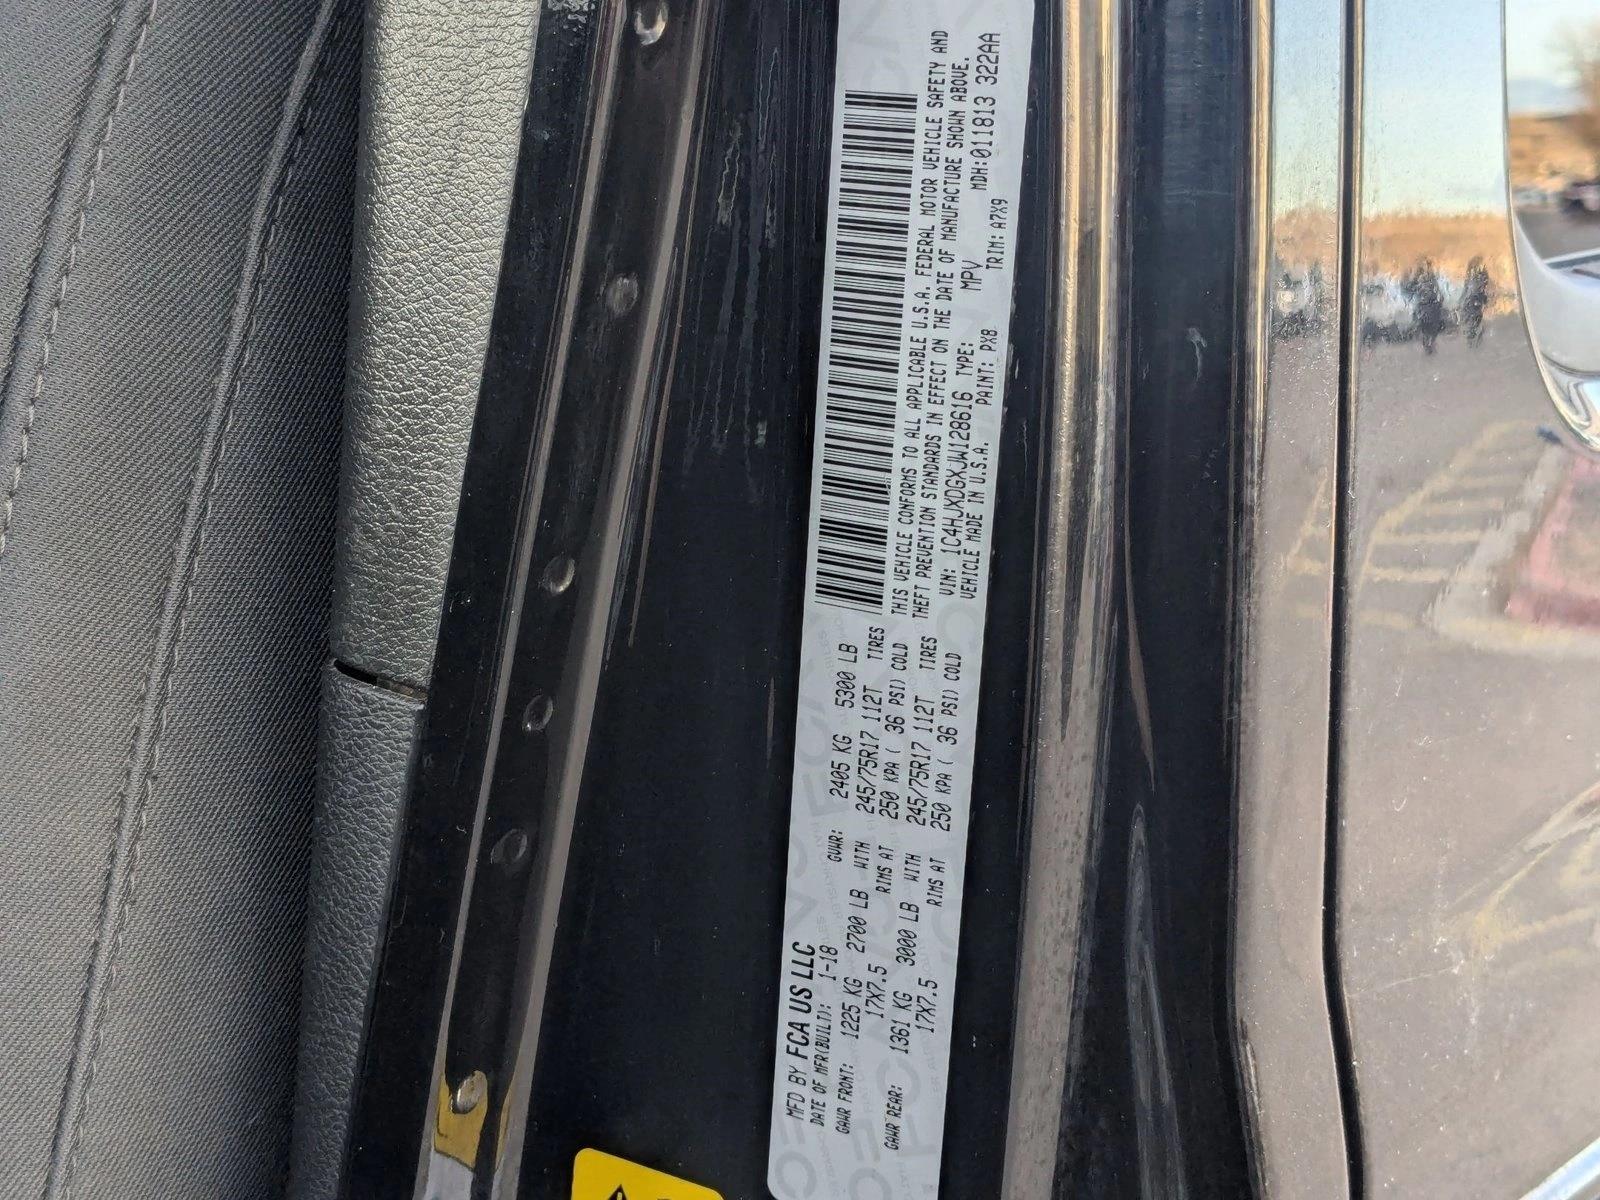 MFD BY FCA US LLC
DATE OF MFR(BUILT): 1-18 GVWR: 2405 KG 5300 LB
GAWR FRONT: 1225 KG 2700 LB WITH 245/75R17 112T TIRES
17X7.5 RIMS AT 250 KPA ( 36 PSI) COLD
GAWR REAR: 1361 KG 3000 LB WITH 245/75R17 112T TIRES
17X7.5 RIMS AT 250 KPA ( 36 PSI) COLD
THIS VEHICLE CONFORMS TO ALL APPLICABLE U.S.A. FEDERAL MOTOR VEHICLE SAFETY AND
THEFT PREVENTION STANDARDS IN EFFECT ON THE DATE OF MANUFACTURE SHOWN ABOVE.
VIN: 1C4HJXDGXJW128616 TYPE: MPV MDH:011813 322AA
VEHICLE MADE IN U.S.A. PAINT: PX8 TRIM: A7X9